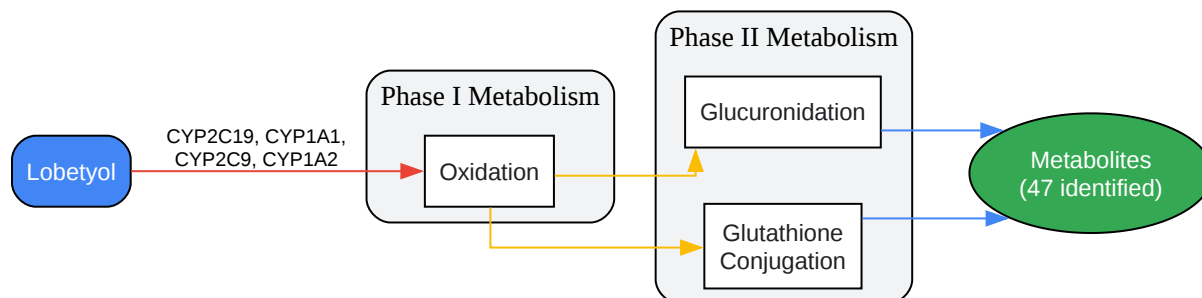 Lobetyol
CYP2C19, CYP1A1,
CYP2C9, CYP1A2
Phase I Metabolism
Oxidation
Phase II Metabolism
Glucuronidation
Glutathione
Conjugation
Metabolites
(47 identified)